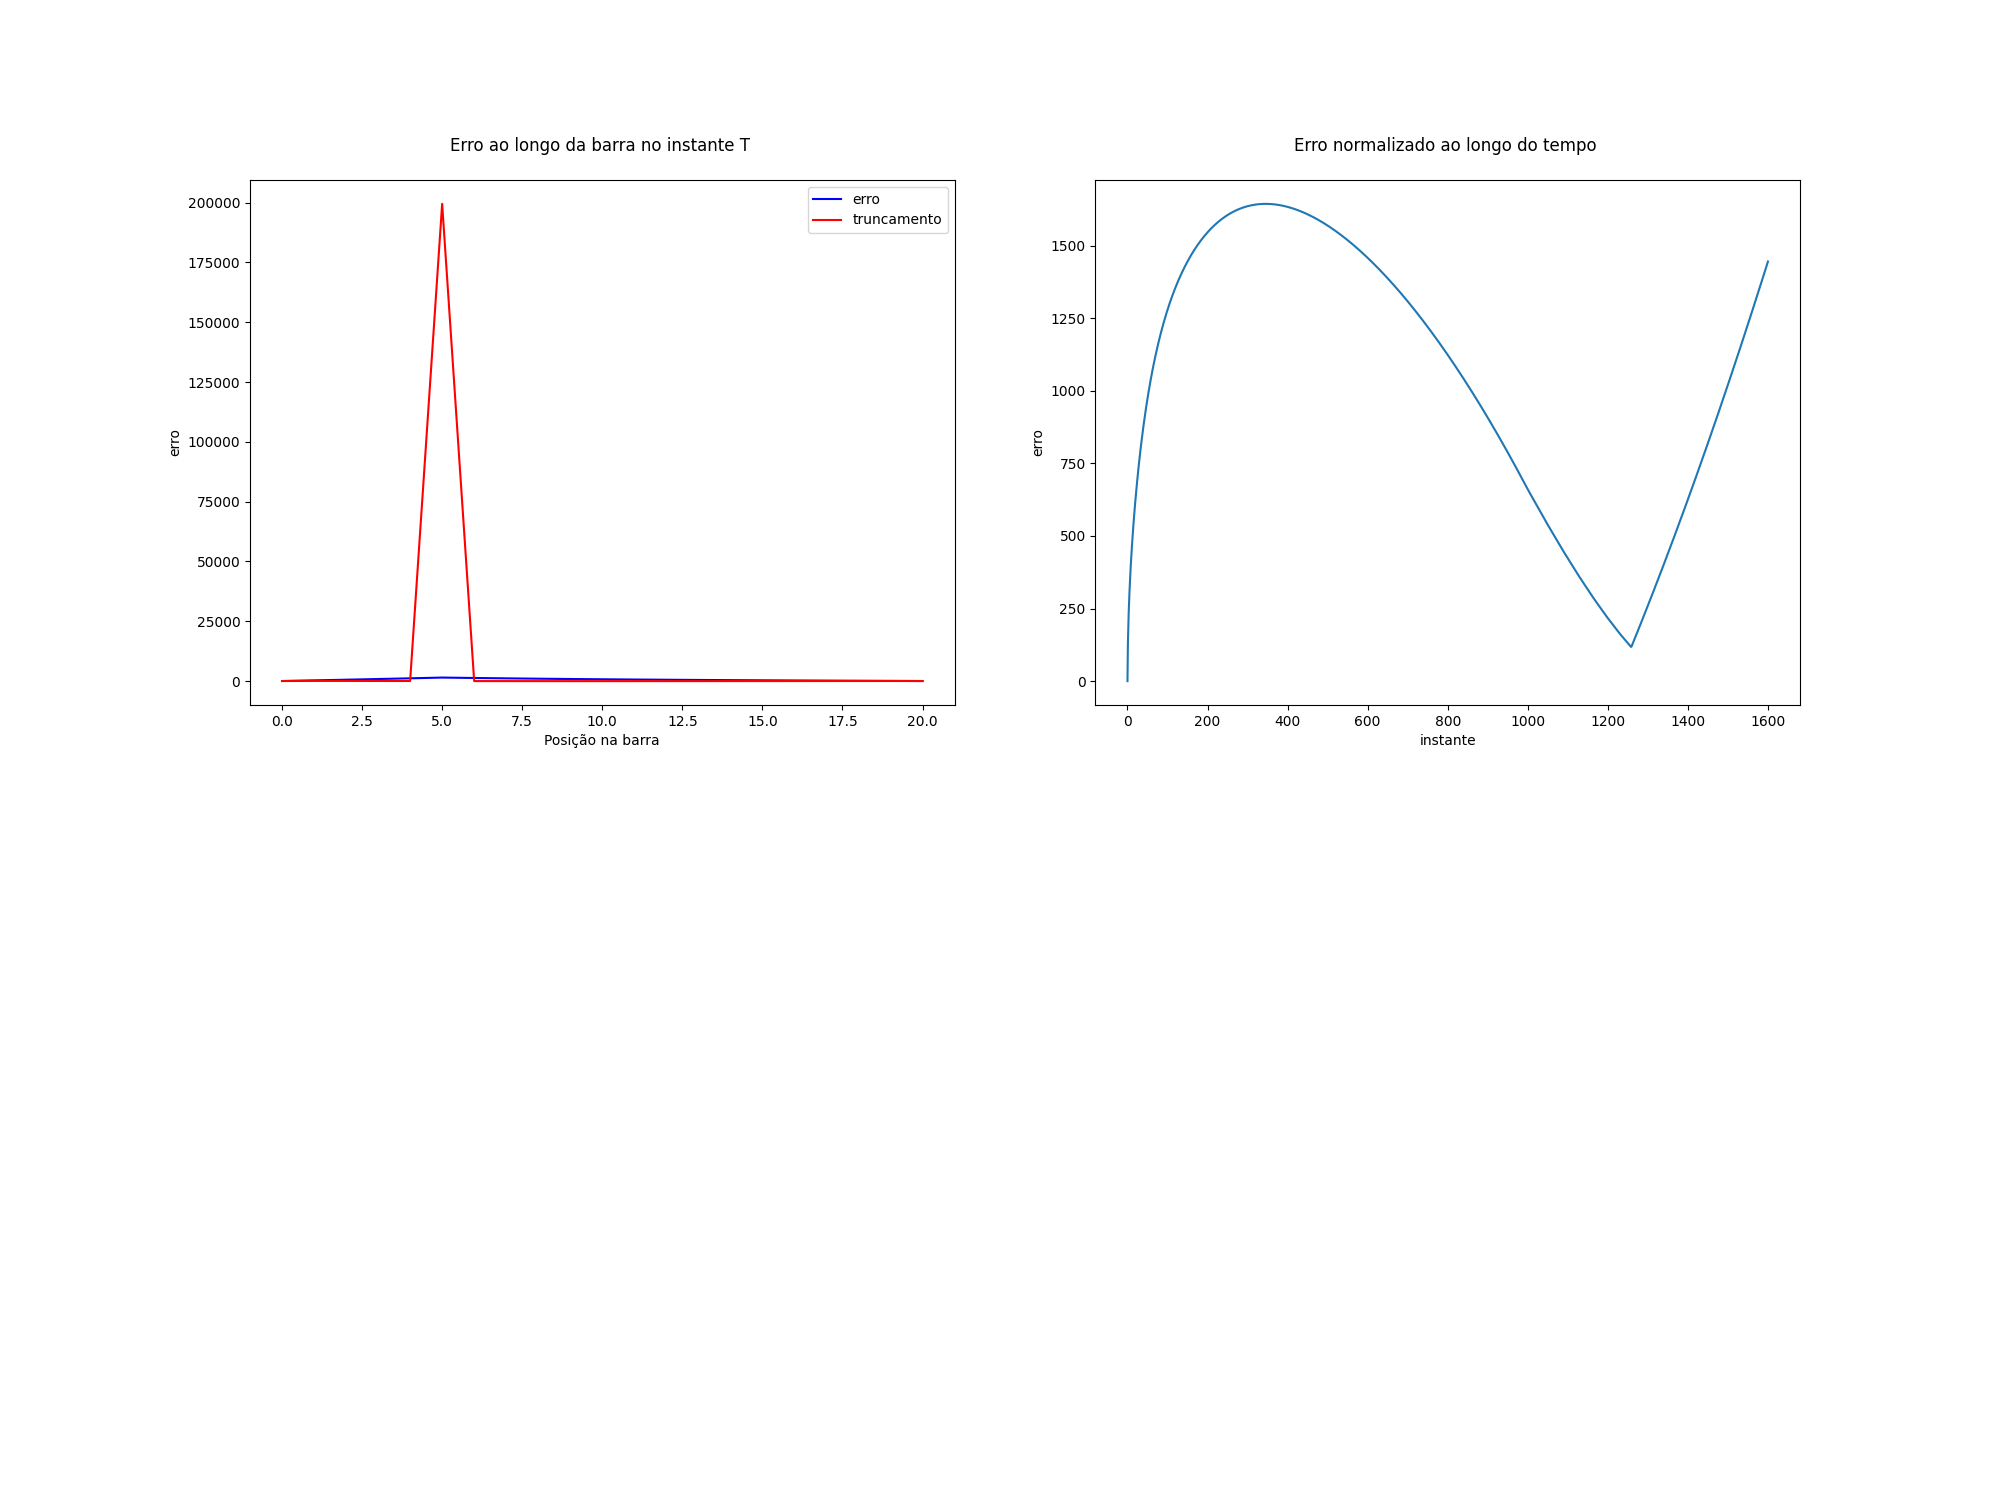 Erro ao longo da barra no instante T
200000
175000
150000
125000
100000
75000
50000
25000
0
erro
erro
truncamento
0.0 2.5 5.0 7.5 10.0 12.5 15.0 17.5 20.0
Posição na barra
Erro normalizado ao longo do tempo
1500
1250
1000
750
500
250
0
erro
0 200 400 600 800 1000 1200 1400 1600
instante